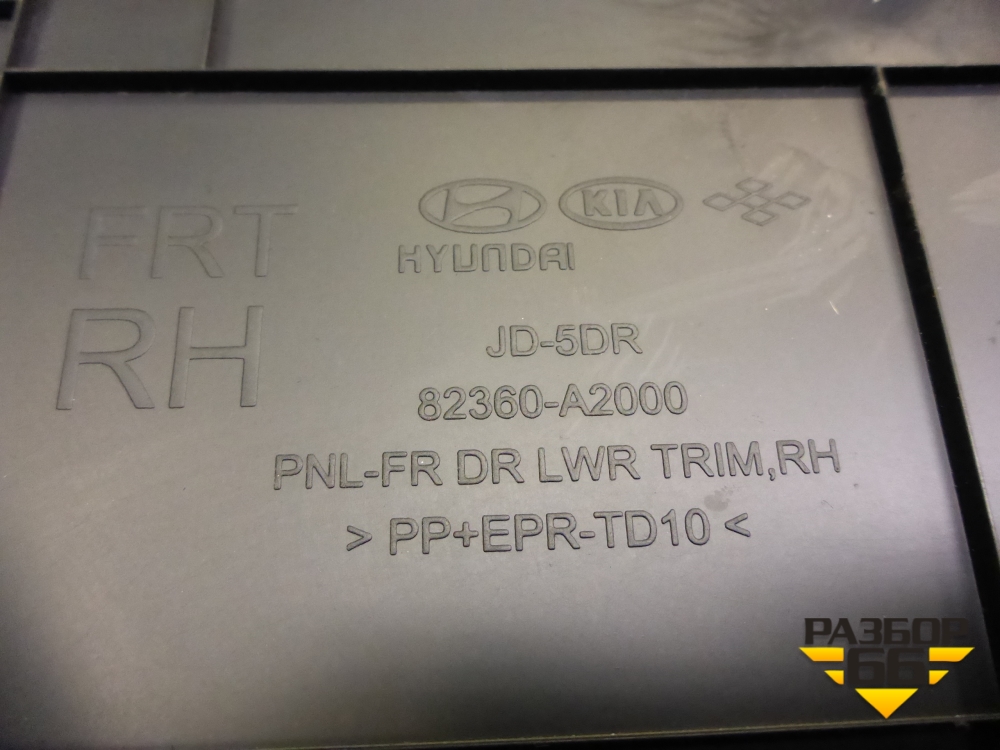 FRT
RH
KIA
HYUNDAI
JD-5DR
82360-A2000
PNL-FR DR LWR TRIM,RH
> PP+EPR-TD10 <
РАЗБОР
66